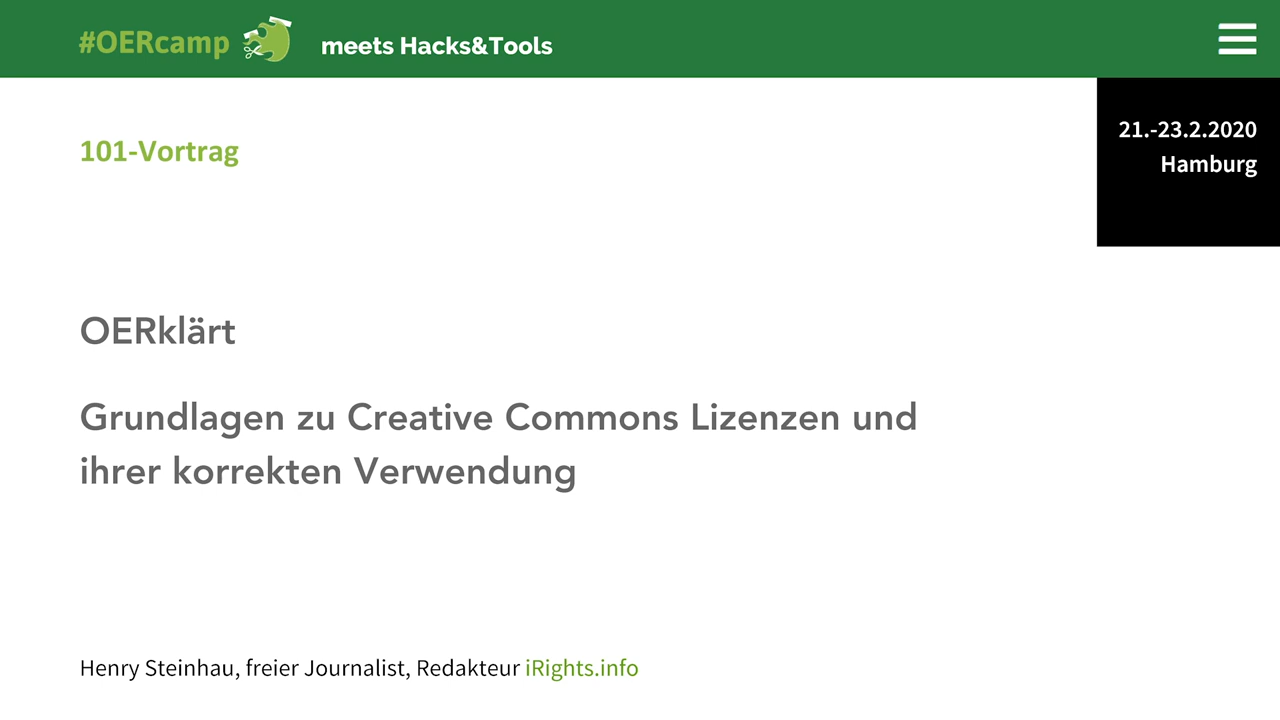 #OERcamp meets Hacks&Tools
21.-23.2.2020
Hamburg
101-Vortrag
OERklärt
Grundlagen zu Creative Commons Lizenzen und
ihrer korrekten Verwendung
Henry Steinhau, freier Journalist, Redakteur iRights.info